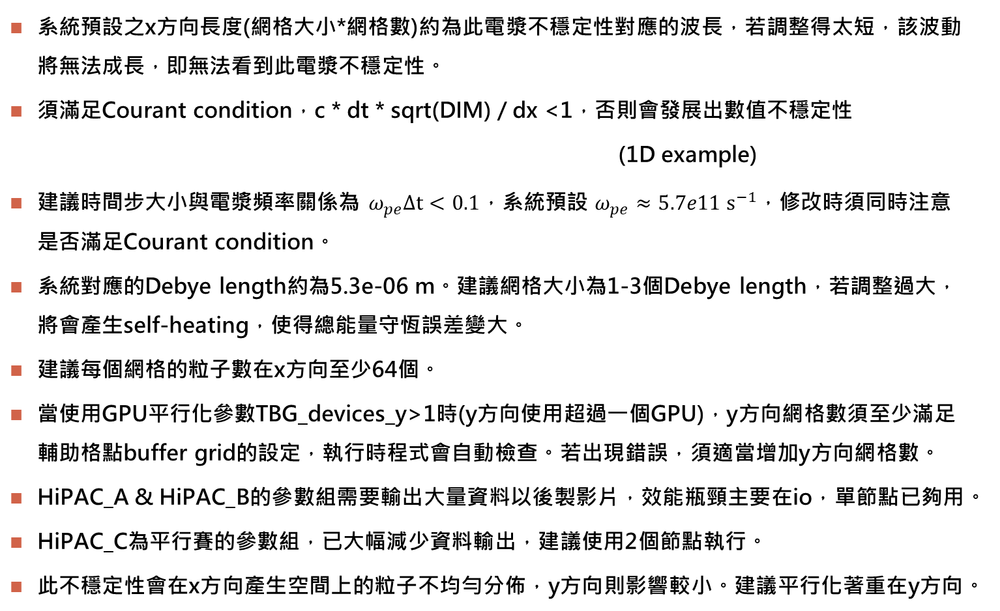 ▪ 系統預設之x方向長度(網格大小*網格數)約為此電漿不穩定性對應的波長，若調整得太短，該波動
將無法成長，即無法看到此電漿不穩定性。
▪ 須滿足Courant condition，c * dt * sqrt(DIM) / dx <1，否則會發展出數值不穩定性
(1D example)
▪ 建議時間步大小與電漿頻率關係為 ω_pe Δt < 0.1，系統預設 ω_pe ≈ 5.7e11 s⁻¹，修改時須同時注意
是否滿足Courant condition。
▪ 系統對應的Debye length約為5.3e-06 m。建議網格大小為1-3個Debye length，若調整過大，
將會產生self-heating，使得總能量守恆誤差變大。
▪ 建議每個網格的粒子數在x方向至少64個。
▪ 當使用GPU平行化參數TBG_devices_y>1時(y方向使用超過一個GPU)，y方向網格數須至少滿足
輔助格點buffer grid的設定，執行時程式會自動檢查。若出現錯誤，須適當增加y方向網格數。
▪ HiPAC_A & HiPAC_B的參數組需要輸出大量資料以後製影片，效能瓶頸主要在io，單節點已夠用。
▪ HiPAC_C為平行賽的參數組，已大幅減少資料輸出，建議使用2個節點執行。
▪ 此不穩定性會在x方向產生空間上的粒子不均勻分佈，y方向則影響較小。建議平行化著重在y方向。